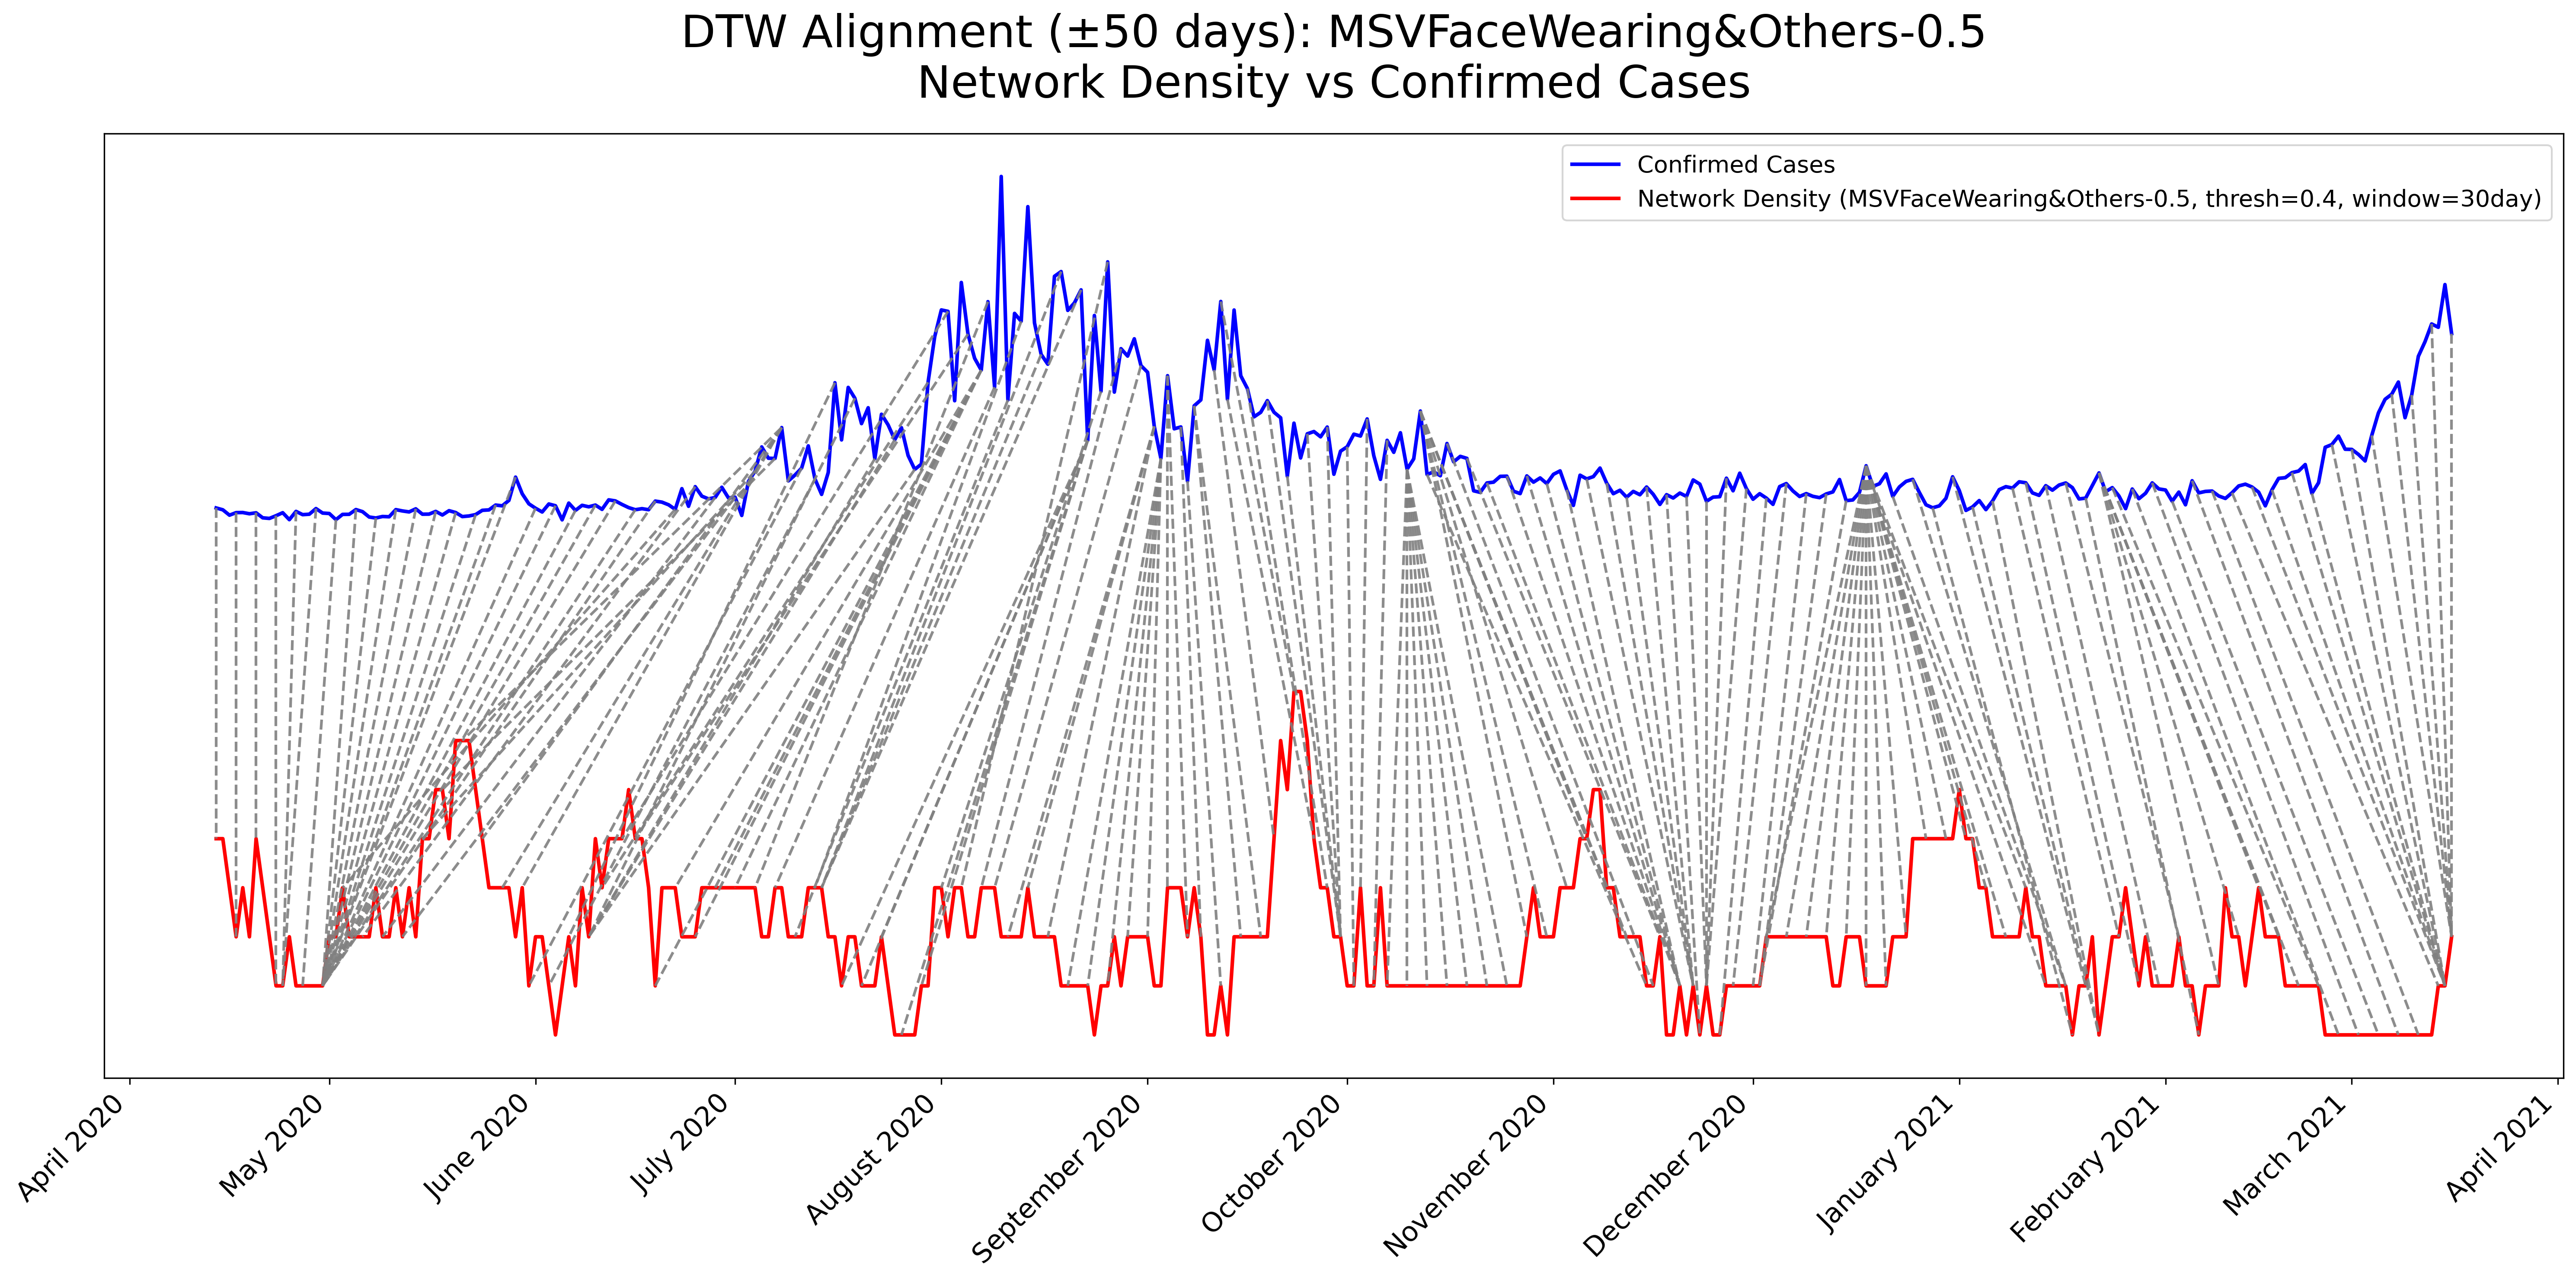 DTW Alignment (±50 days): MSVFaceWearing&Others-0.5
Network Density vs Confirmed Cases
Confirmed Cases
Network Density (MSVFaceWearing&Others-0.5, thresh=0.4, window=30day)
April 2020
May 2020
June 2020
July 2020
August 2020
September 2020
October 2020
November 2020
December 2020
January 2021
February 2021
March 2021
April 2021